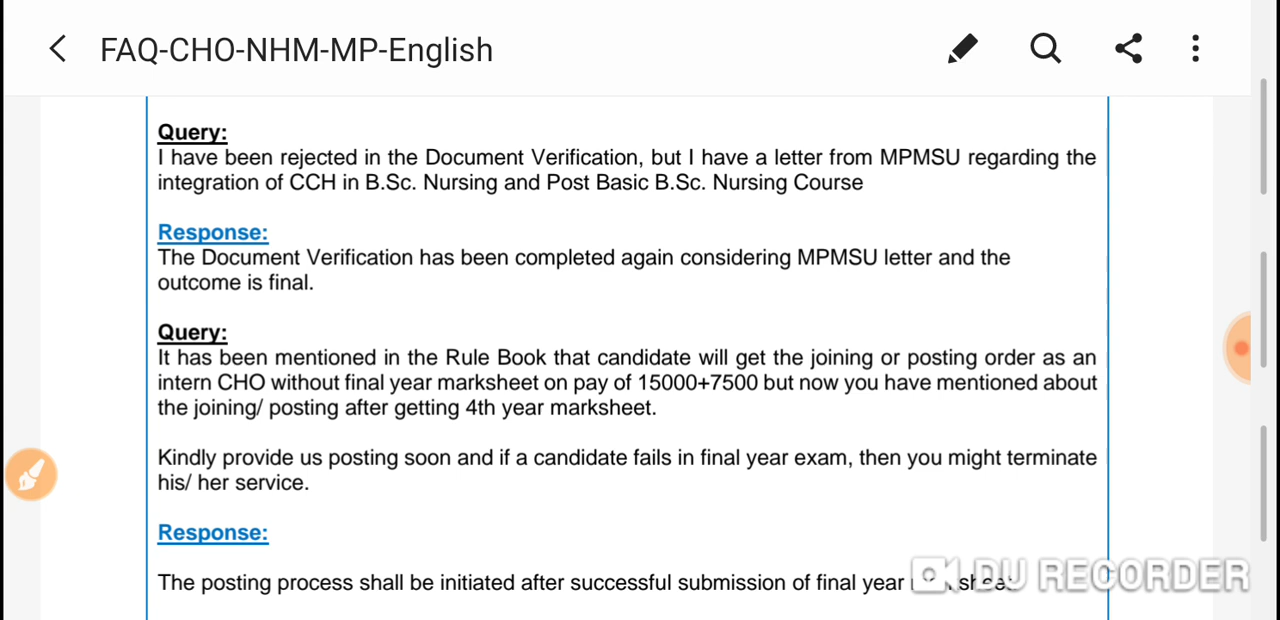 FAQ-CHO-NHM-MP-English
Query:
I have been rejected in the Document Verification, but I have a letter from MPMSU regarding the
integration of CCH in B.Sc. Nursing and Post Basic B.Sc. Nursing Course
Response:
The Document Verification has been completed again considering MPMSU letter and the
outcome is final.
Query:
It has been mentioned in the Rule Book that candidate will get the joining or posting order as an
intern CHO without final year marksheet on pay of 15000+7500 but now you have mentioned about
the joining/ posting after getting 4th year marksheet.
Kindly provide us posting soon and if a candidate fails in final year exam, then you might terminate
his/ her service.
Response:
The posting process shall be initiated after successful submission of final year
DU RECORDER